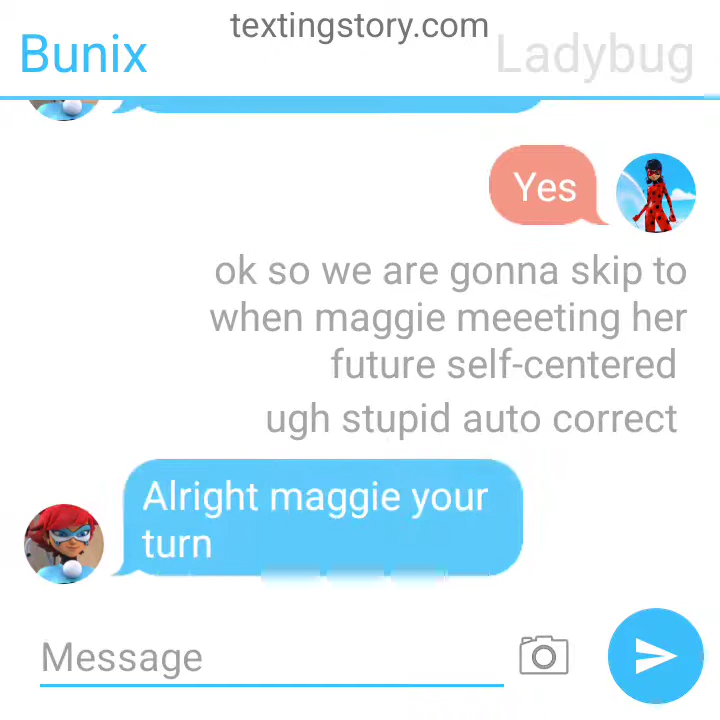 textingstory.com
Bunix
Ladybug
Yes
ok so we are gonna skip to
when maggie meeeting her
future self-centered
ugh stupid auto correct
Alright maggie your
turn
Message